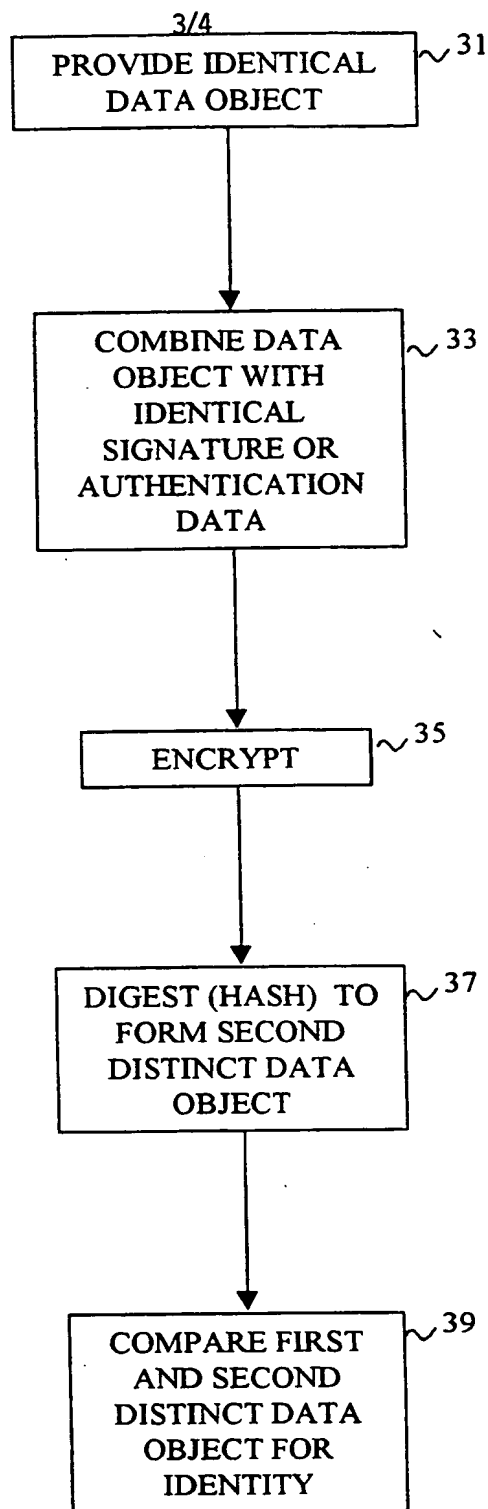 3/4
PROVIDE IDENTICAL
DATA OBJECT
31
COMBINE DATA
OBJECT WITH
IDENTICAL
SIGNATURE OR
AUTHENTICATION
DATA
33
ENCRYPT
35
DIGEST (HASH) TO
FORM SECOND
DISTINCT DATA
OBJECT
37
COMPARE FIRST
AND SECOND
DISTINCT DATA
OBJECT FOR
IDENTITY
39